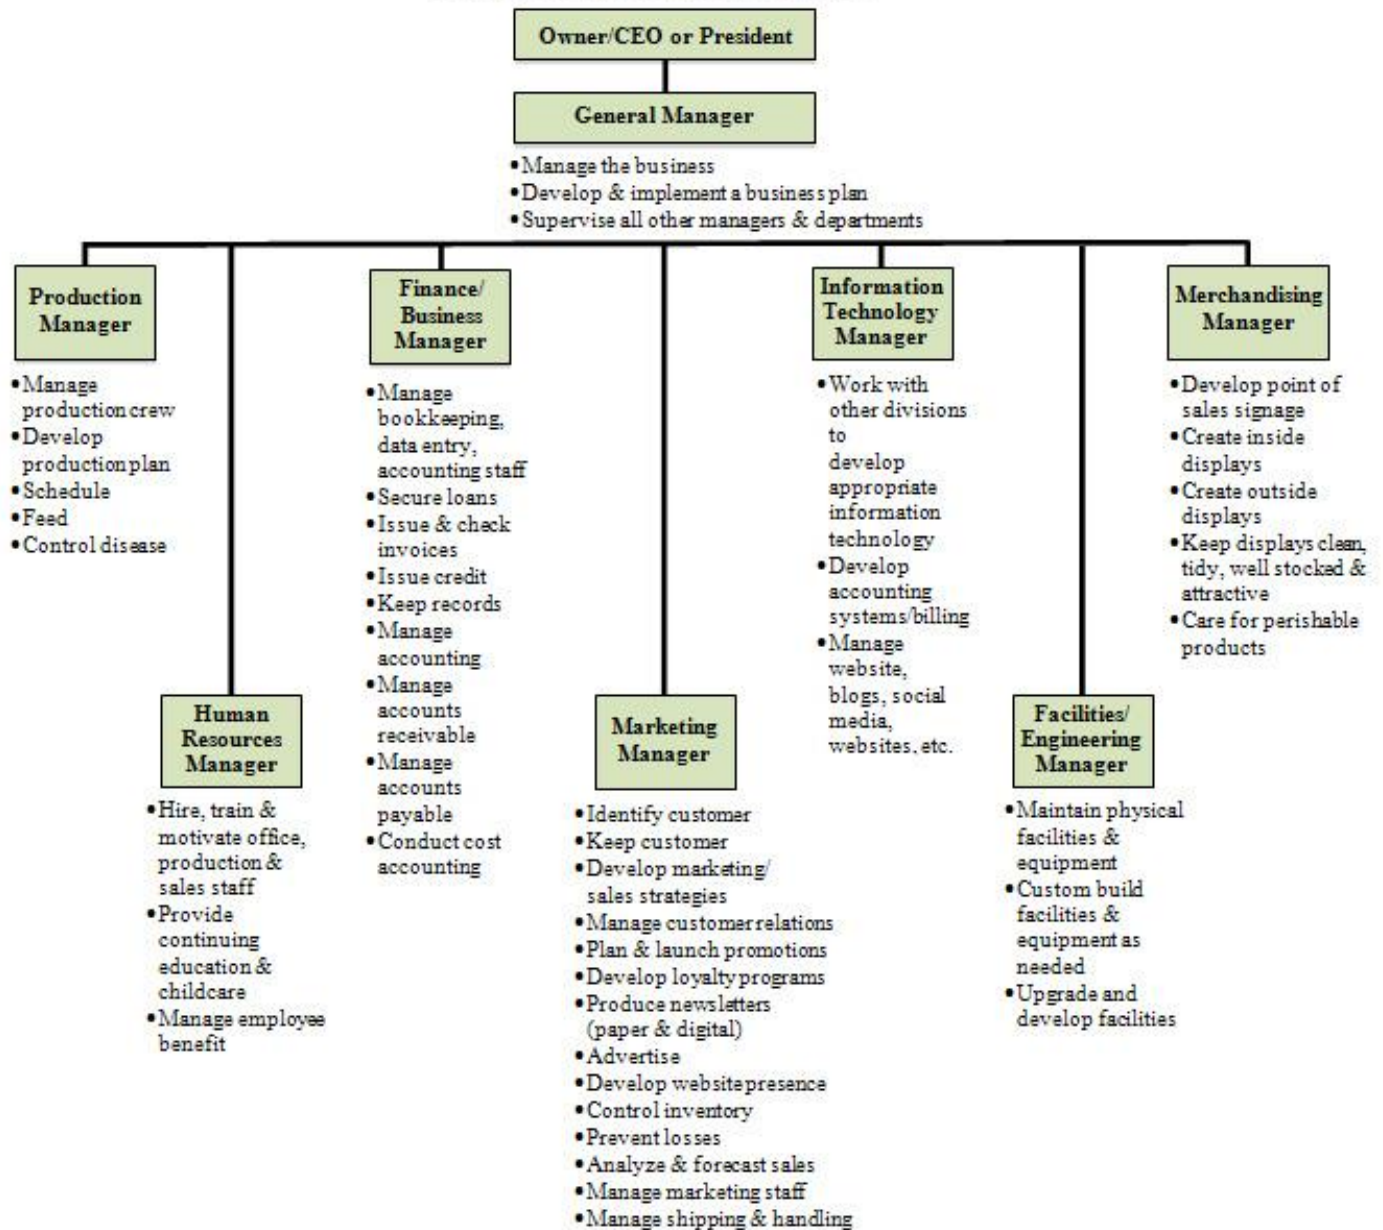 Owner/CEO or President
General Manager
•Manage the business
•Develop & implement a business plan
•Supervise all other managers & departments
Production
Manager
•Manage
production crew
•Develop
production plan
•Schedule
•Feed
•Control disease
Human
Resources
Manager
•Hire, train &
motivate office,
production &
sales staff
•Provide
continuing
education &
childcare
•Manage employee
benefit
Finance/
Business
Manager
•Manage
bookkeeping,
data entry,
accounting staff
•Secure loans
•Issue & check
invoices
•Issue credit
•Keep records
•Manage
accounting
•Manage
accounts
receivable
•Manage
accounts
payable
•Conduct cost
accounting
Marketing
Manager
•Identify customer
•Keep customer
•Develop marketing/
sales strategies
•Manage customer relations
•Plan & launch promotions
•Develop loyalty programs
•Produce newsletters
(paper & digital)
•Advertise
•Develop website presence
•Control inventory
•Prevent losses
•Analyze & forecast sales
•Manage marketing staff
•Manage shipping & handling
Information
Technology
Manager
•Work with
other divisions
to
develop
appropriate
information
technology
•Develop
accounting
systems/billing
•Manage
website,
blogs, social
media,
websites, etc.
Facilities/
Engineering
Manager
•Maintain physical
facilities &
equipment
•Custom build
facilities &
equipment as
needed
•Upgrade and
develop facilities
Merchandising
Manager
•Develop point of
sales signage
•Create inside
displays
•Create outside
displays
•Keep displays clean,
tidy, well stocked &
attractive
•Care for perishable
products